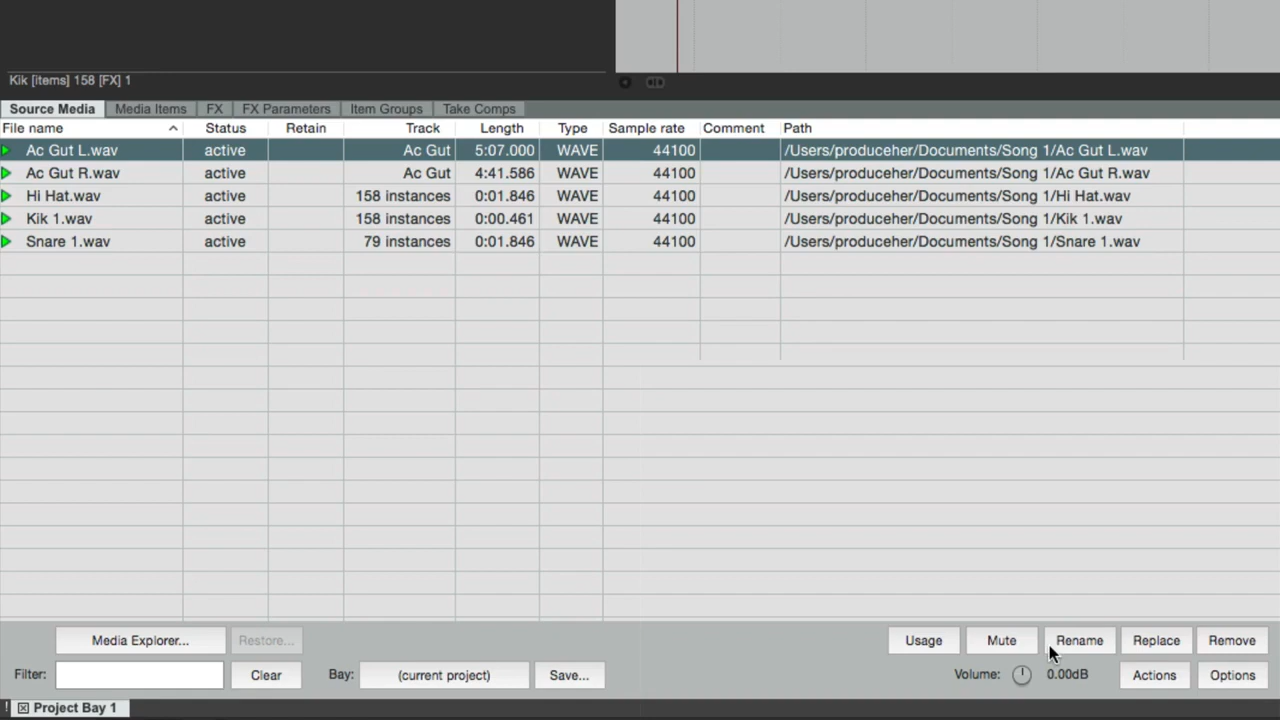 Kik [items] 158 [FX] 1
Source Media Media Items FX FX Parameters Item Groups Take Comps
File name Status Retain Track Length Type Sample rate Comment Path
Ac Gut L.wav active Ac Gut 5:07.000 WAVE 44100 /Users/produceher/Documents/Song 1/Ac Gut L.wav
Ac Gut R.wav active Ac Gut 4:41.586 WAVE 44100 /Users/produceher/Documents/Song 1/Ac Gut R.wav
Hi Hat.wav active 158 instances 0:01.846 WAVE 44100 /Users/produceher/Documents/Song 1/Hi Hat.wav
Kik 1.wav active 158 instances 0:00.461 WAVE 44100 /Users/produceher/Documents/Song 1/Kik 1.wav
Snare 1.wav active 79 instances 0:01.846 WAVE 44100 /Users/produceher/Documents/Song 1/Snare 1.wav
Media Explorer... Restore... Usage Mute Rename Replace Remove
Filter: Clear Bay: (current project) Save... Volume: 0.00dB Actions Options
! Project Bay 1